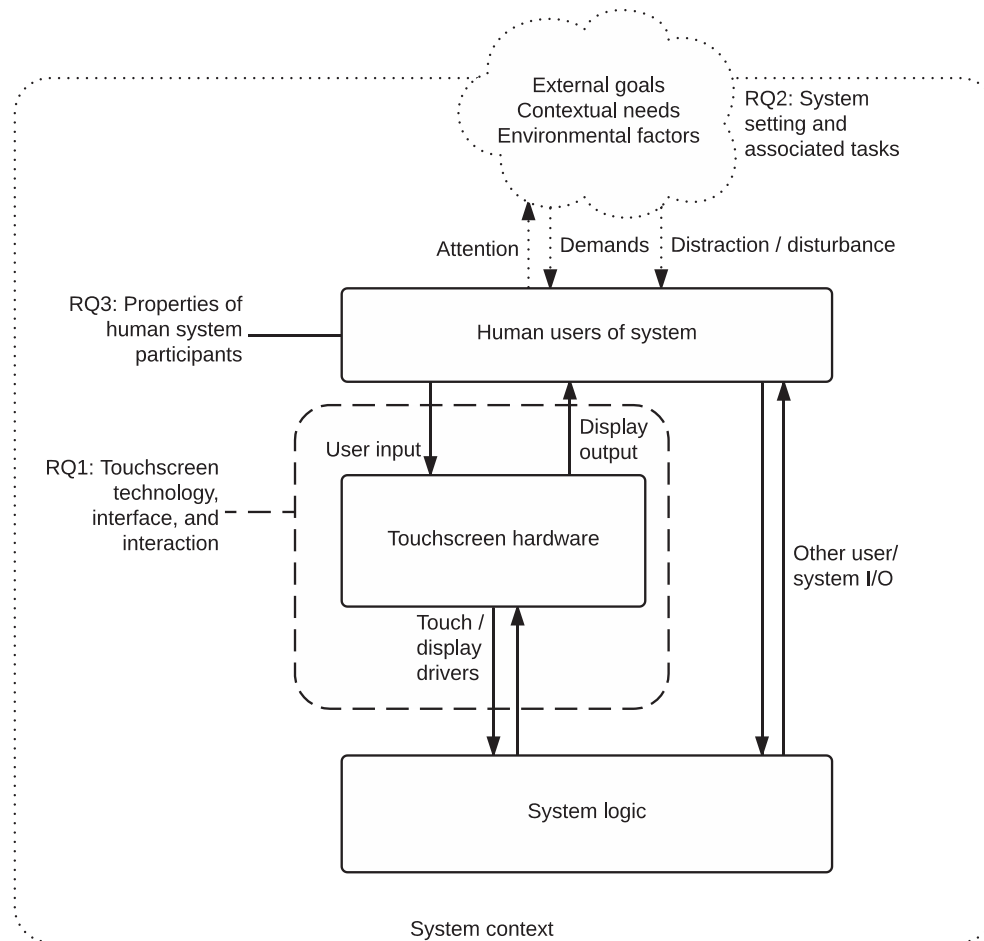 External goals
Contextual needs
Environmental factors
RQ2: System
setting and
associated tasks
Attention
Demands
Distraction / disturbance
RQ3: Properties of
human system
participants
Human users of system
User input
Display
output
RQ1: Touchscreen
technology,
interface, and
interaction
Touchscreen hardware
Other user/
system I/O
Touch /
display
drivers
System logic
System context